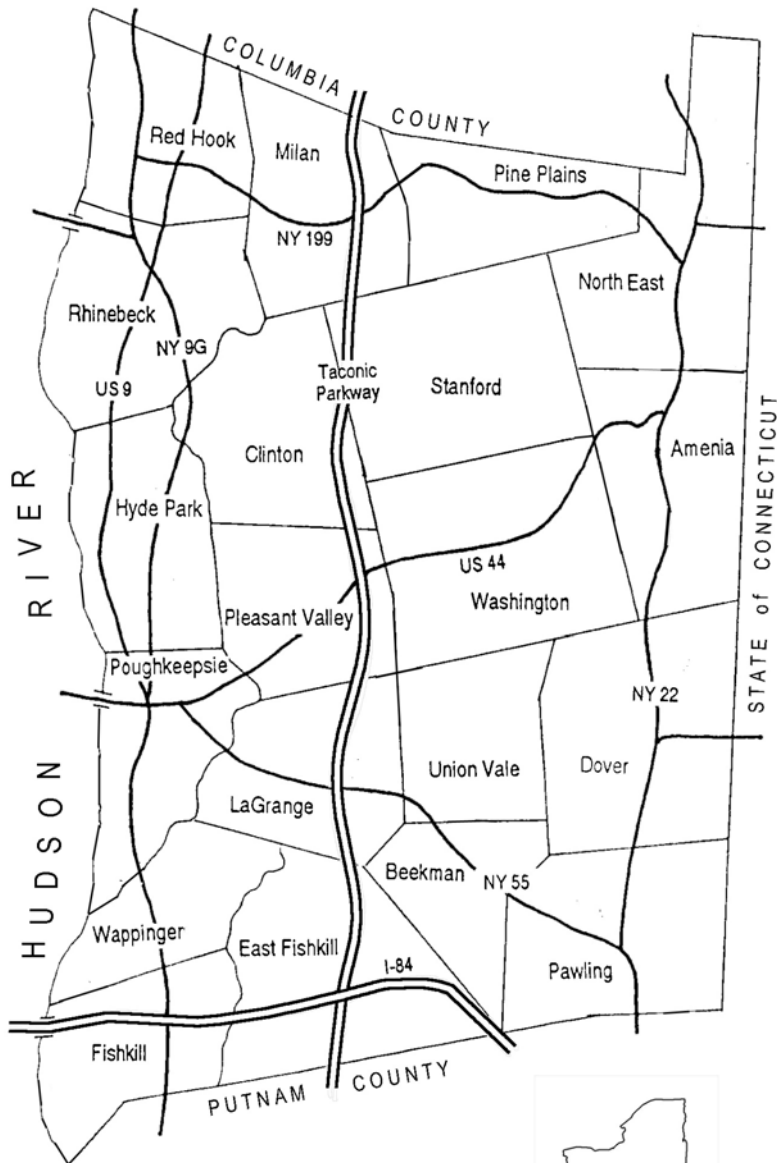 COLUMBIA COUNTY
Red Hook
Milan
Pine Plains
NY 199
North East
Rhinebeck
NY 9G
US 9
Taconic
Parkway
Stanford
Clinton
Amenia
Hyde Park
US 44
Washington
Pleasant Valley
Poughkeepsie
NY 22
Union Vale
Dover
LaGrange
Beekman
NY 55
Wappinger
East Fishkill
I-84
Pawling
Fishkill
PUTNAM COUNTY
HUDSON RIVER
STATE of CONNECTICUT